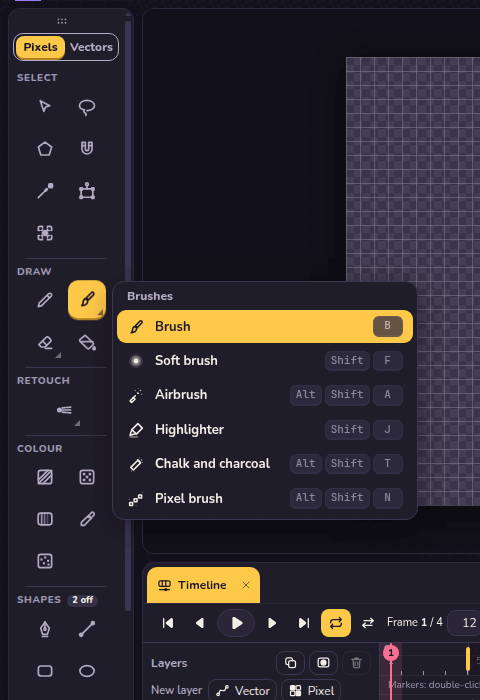 Pixels Vectors
SELECT
DRAW
Brushes
Brush B
Soft brush Shift F
Airbrush Alt Shift A
Highlighter Shift J
Chalk and charcoal Alt Shift T
Pixel brush Alt Shift N
RETOUCH
COLOUR
SHAPES 2 off
Timeline ×
Frame 1 / 4 12
Layers
1
New layer Vector Pixel
Markers: double-clic